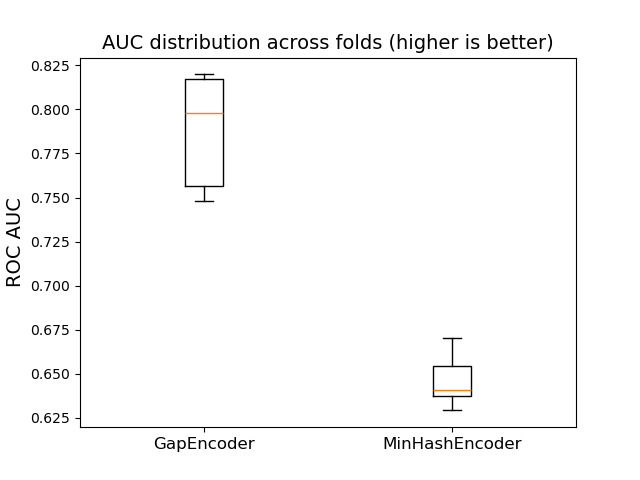 AUC distribution across folds (higher is better)
0.825
0.800
0.775
0.750
0.725
0.700
0.675
0.650
0.625
ROC AUC
GapEncoder
MinHashEncoder